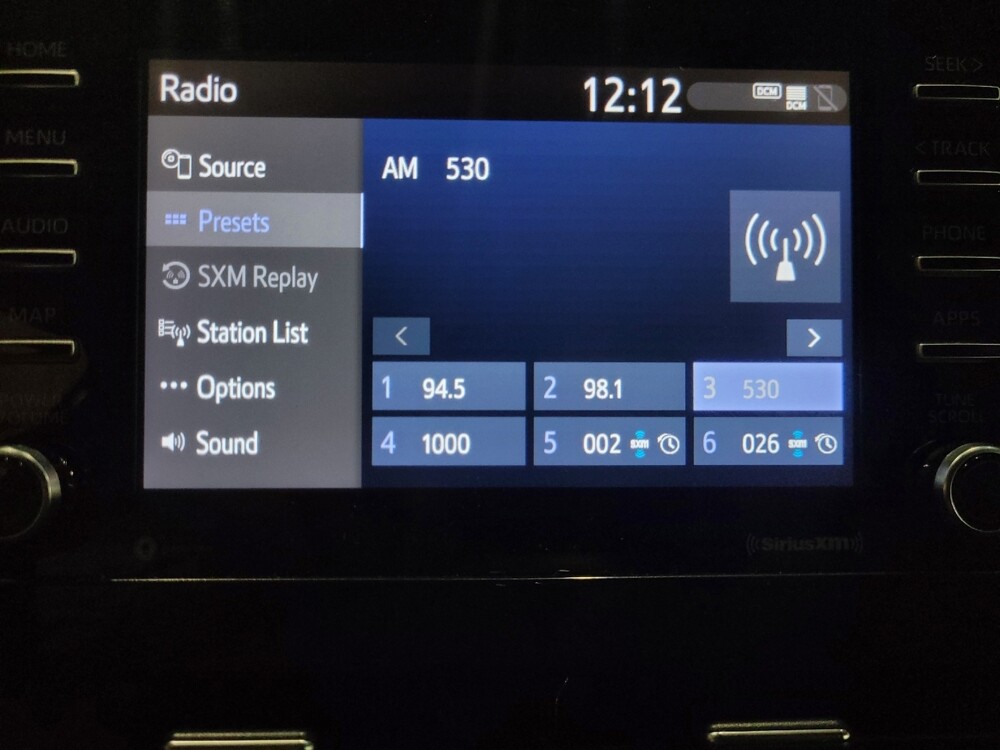 HOME
MENU
AUDIO
MAP
Radio 12:12 DCM DCM
Source
Presets
SXM Replay
Station List
Options
Sound
AM 530
< >
1 94.5 2 98.1 3 530
4 1000 5 002 SXM 6 026 SXM
SEEK >
< TRACK
PHONE
APPS
TUNE
SCROLL
((SiriusXM))